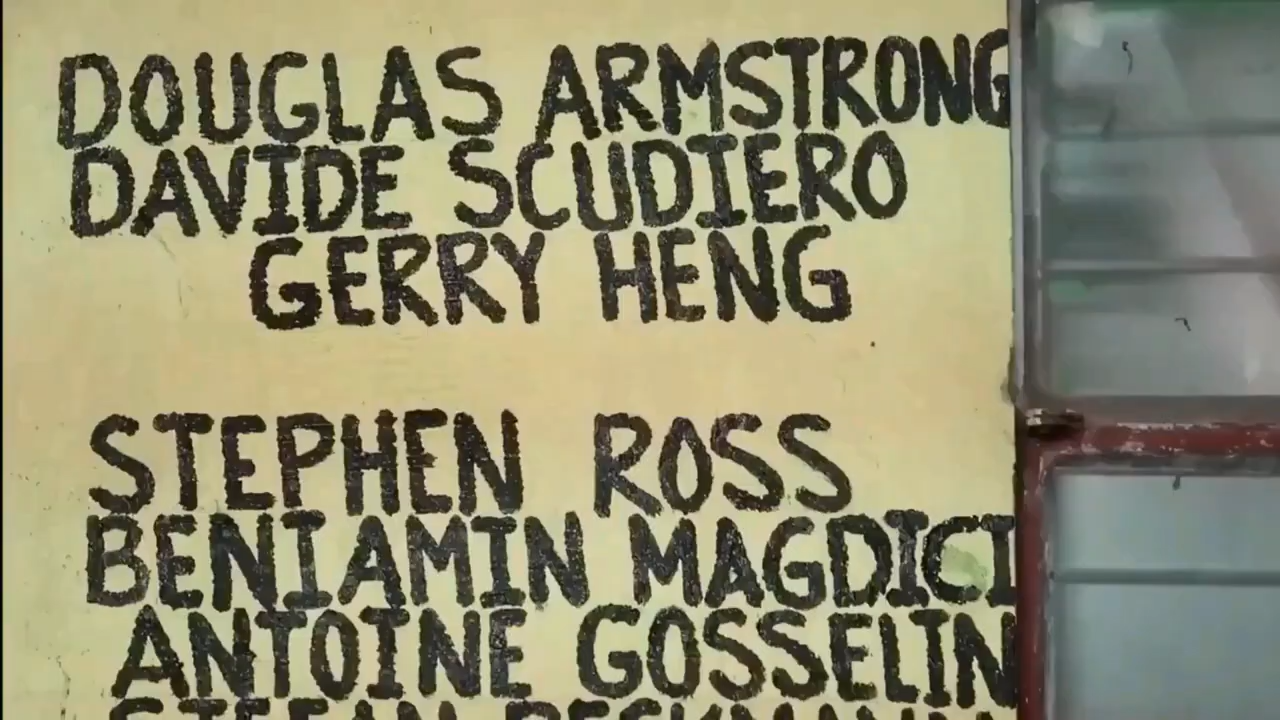 DOUGLAS ARMSTRONG
DAVIDE SCUDIERO
GERRY HENG
STEPHEN ROSS
BENJAMIN MAGDICI
ANTOINE GOSSELIN